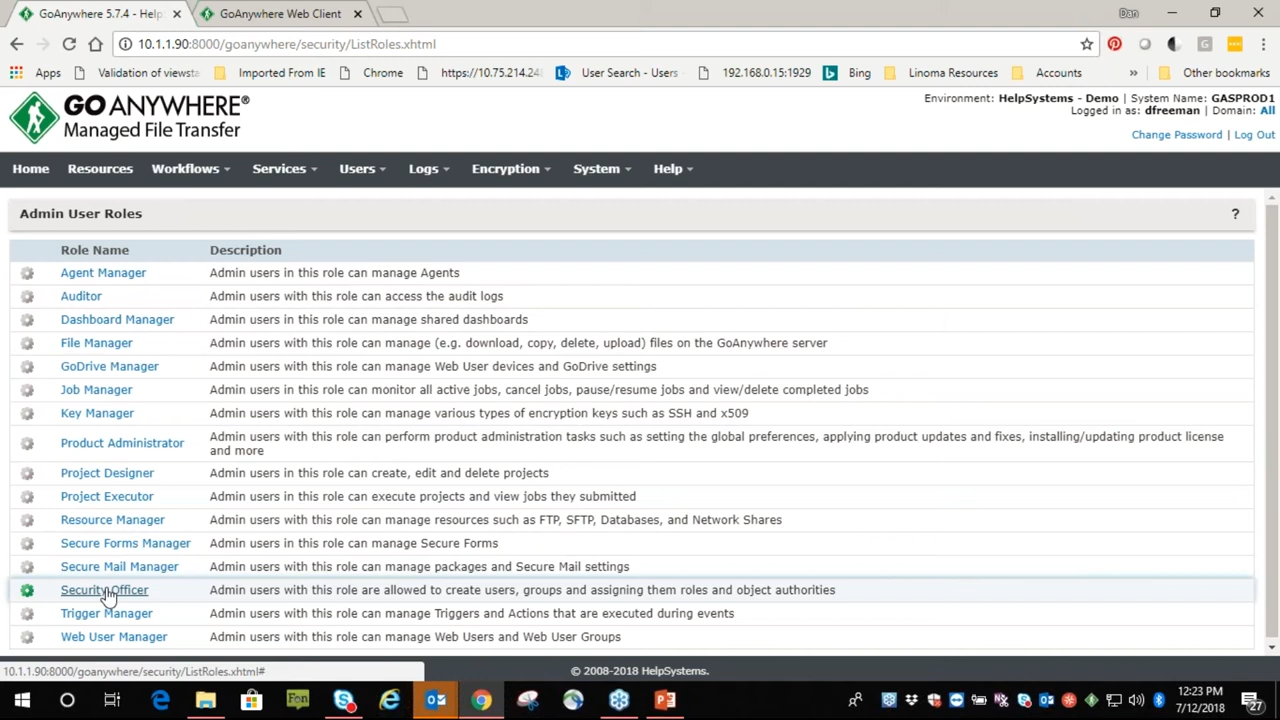 GoAnywhere 5.7.4 - Help
GoAnywhere Web Client
Dan
10.1.1.90:8000/goanywhere/security/ListRoles.xhtml
Apps
Validation of viewsta
Imported From IE
Chrome
https://10.75.214.24
User Search - Users
192.168.0.15:1929
Bing
Linoma Resources
Accounts
»
Other bookmarks
GO ANYWHERE®
Managed File Transfer
Environment: HelpSystems - Demo | System Name: GASPROD1
Logged in as: dfreeman | Domain: All
Change Password | Log Out
Home Resources Workflows Services Users Logs Encryption System Help
Admin User Roles
?
Role Name Description
Agent Manager Admin users in this role can manage Agents
Auditor Admin users with this role can access the audit logs
Dashboard Manager Admin users in this role can manage shared dashboards
File Manager Admin users with this role can manage (e.g. download, copy, delete, upload) files on the GoAnywhere server
GoDrive Manager Admin users with this role can manage Web User devices and GoDrive settings
Job Manager Admin users with this role can monitor all active jobs, cancel jobs, pause/resume jobs and view/delete completed jobs
Key Manager Admin users with this role can manage various types of encryption keys such as SSH and x509
Product Administrator Admin users with this role can perform product administration tasks such as setting the global preferences, applying product updates and fixes, installing/updating product license
and more
Project Designer Admin users in this role can create, edit and delete projects
Project Executor Admin users with this role can execute projects and view jobs they submitted
Resource Manager Admin users with this role can manage resources such as FTP, SFTP, Databases, and Network Shares
Secure Forms Manager Admin users in this role can manage Secure Forms
Secure Mail Manager Admin users with this role can manage packages and Secure Mail settings
Security Officer Admin users with this role are allowed to create users, groups and assigning them roles and object authorities
Trigger Manager Admin users with this role can manage Triggers and Actions that are executed during events
Web User Manager Admin users with this role can manage Web Users and Web User Groups
10.1.1.90:8000/goanywhere/security/ListRoles.xhtml#
© 2008-2018 HelpSystems.
Fon
12:23 PM
7/12/2018
27